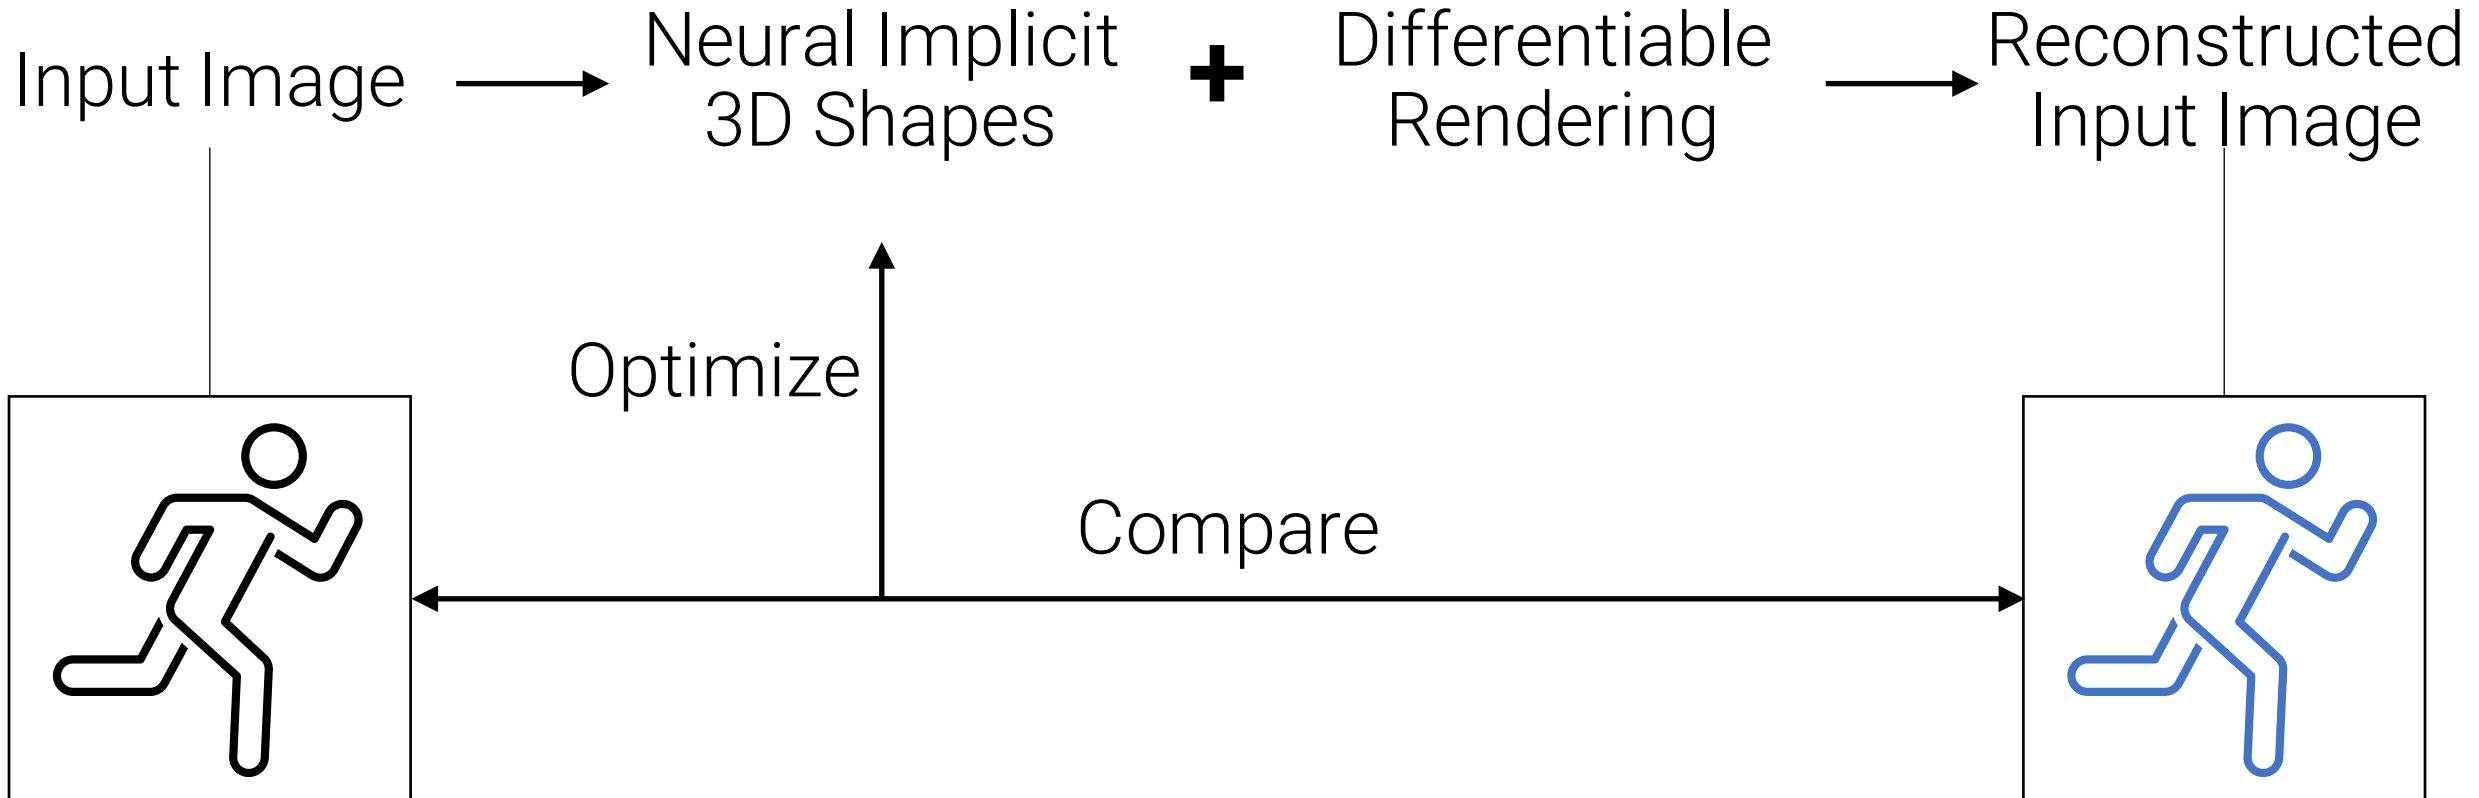 Input Image
Neural Implicit
3D Shapes
Differentiable
Rendering
Reconstructed
Input Image
Optimize
Compare